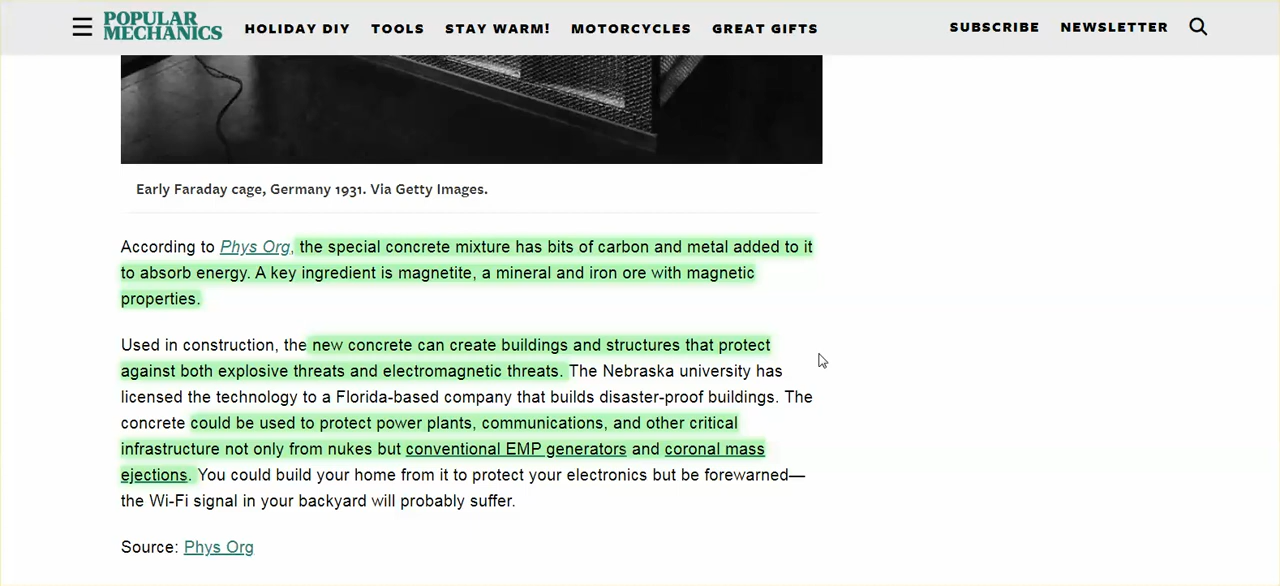 POPULAR
MECHANICS
HOLIDAY DIY TOOLS STAY WARM! MOTORCYCLES GREAT GIFTS SUBSCRIBE NEWSLETTER
Early Faraday cage, Germany 1931. Via Getty Images.
According to Phys Org, the special concrete mixture has bits of carbon and metal added to it
to absorb energy. A key ingredient is magnetite, a mineral and iron ore with magnetic
properties.
Used in construction, the new concrete can create buildings and structures that protect
against both explosive threats and electromagnetic threats. The Nebraska university has
licensed the technology to a Florida-based company that builds disaster-proof buildings. The
concrete could be used to protect power plants, communications, and other critical
infrastructure not only from nukes but conventional EMP generators and coronal mass
ejections. You could build your home from it to protect your electronics but be forewarned—
the Wi-Fi signal in your backyard will probably suffer.
Source: Phys Org